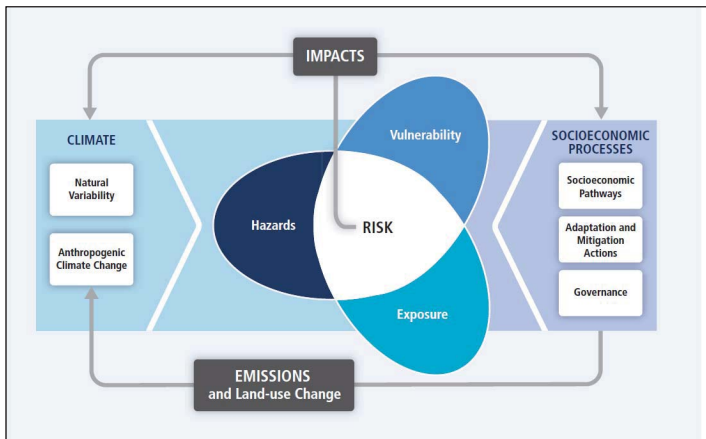 IMPACTS
CLIMATE
Natural
Variability
Anthropogenic
Climate Change
Vulnerability
Hazards
RISK
Exposure
SOCIOECONOMIC
PROCESSES
Socioeconomic
Pathways
Adaptation and
Mitigation
Actions
Governance
EMISSIONS
and Land-use Change